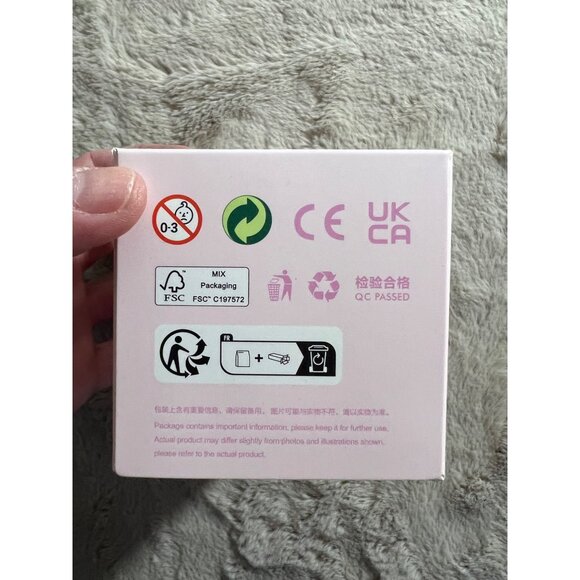 0-3
CE
UK
CA
FSC
MIX
Packaging
FSC™ C197572
检验合格
QC PASSED
FR
+
包装上含有重要信息，请保留备用。图片可能与实物不符，请以实物为准。
Packags contains important information, please keep it for further use.
Actual product may differ slightly from photos and illustrations shown,
please refer to the actual product.